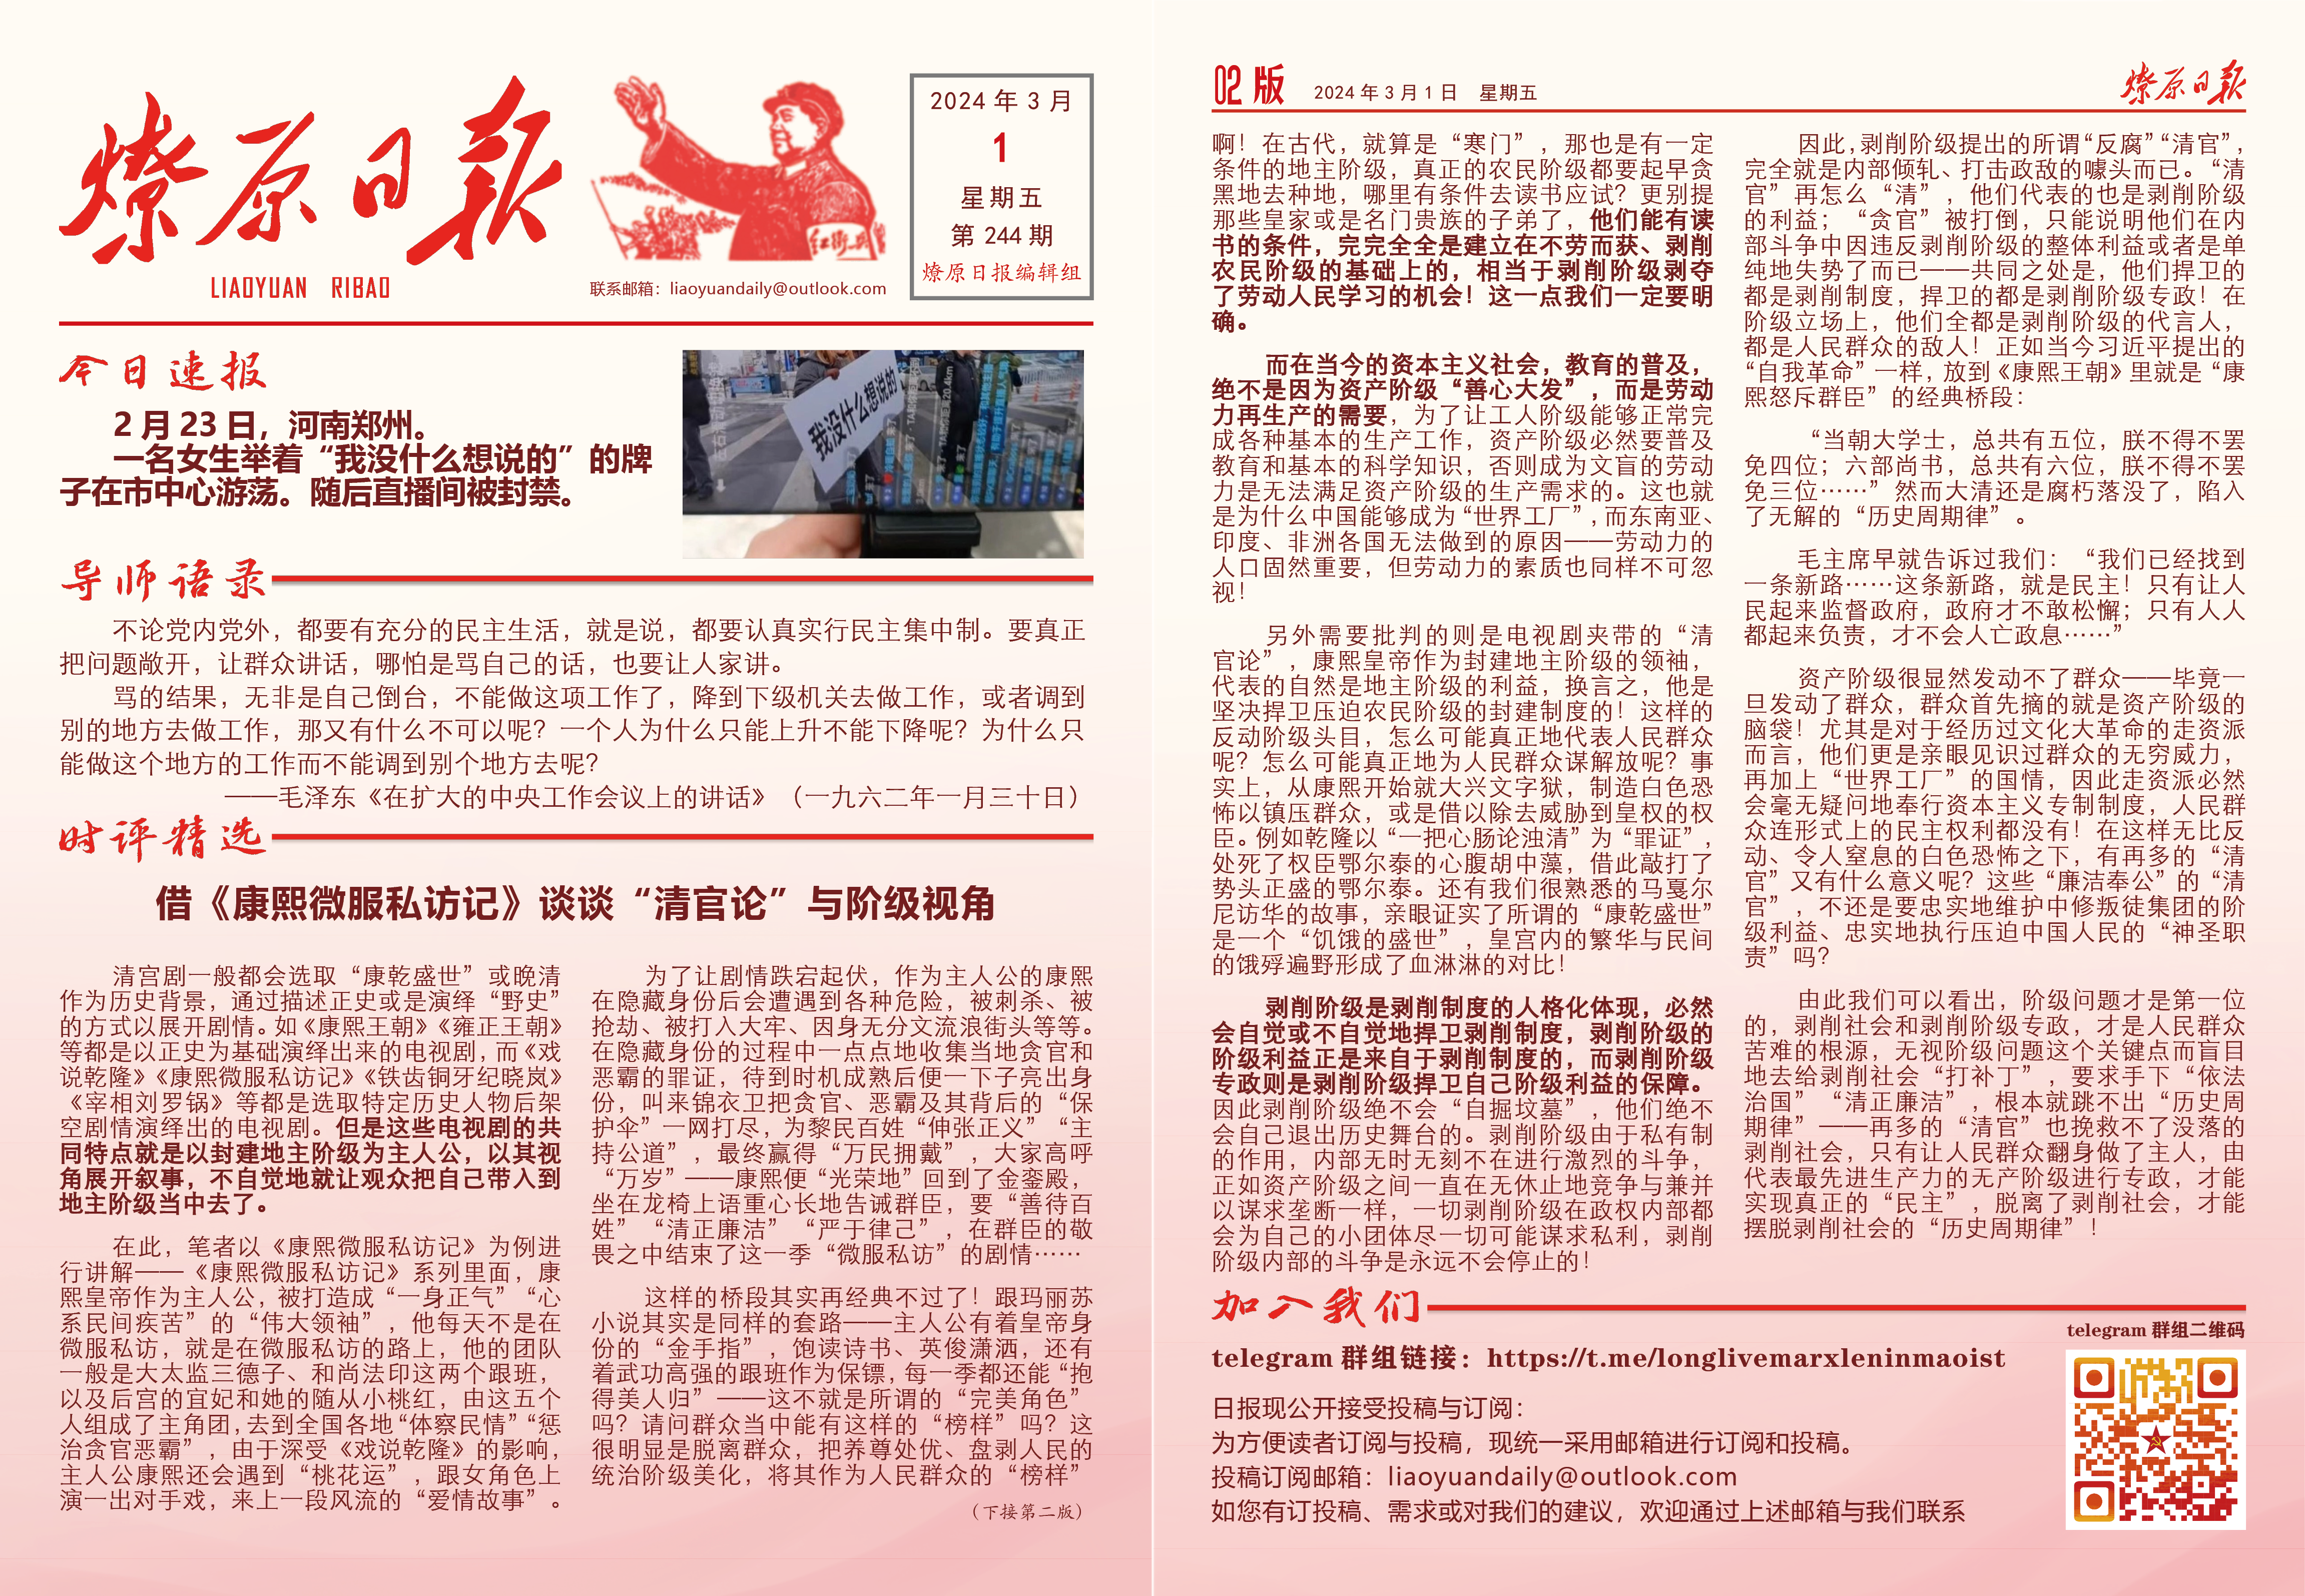 燎原日报
LIAOYUAN RIBAO
红衛兵
联系邮箱：liaoyuandaily@outlook.com
2024 年 3 月
1
星期五
第 244 期
燎原日报编辑组
今日速报
2 月 23 日，河南郑州。
一名女生举着“我没什么想说的”的牌
子在市中心游荡。随后直播间被封禁。
我没什么想说的
导师语录
不论党内党外，都要有充分的民主生活，就是说，都要认真实行民主集中制。要真正
把问题敞开，让群众讲话，哪怕是骂自己的话，也要让人家讲。
骂的结果，无非是自己倒台，不能做这项工作了，降到下级机关去做工作，或者调到
别的地方去做工作，那又有什么不可以呢？一个人为什么只能上升不能下降呢？为什么只
能做这个地方的工作而不能调到别个地方去呢？
——毛泽东《在扩大的中央工作会议上的讲话》（一九六二年一月三十日）
时评精选
借《康熙微服私访记》谈谈“清官论”与阶级视角
清宫剧一般都会选取“康乾盛世”或晚清
作为历史背景，通过描述正史或是演绎“野史”
的方式以展开剧情。如《康熙王朝》《雍正王朝》
等都是以正史为基础演绎出来的电视剧，而《戏
说乾隆》《康熙微服私访记》《铁齿铜牙纪晓岚》
《宰相刘罗锅》等都是选取特定历史人物后架
空剧情演绎出的电视剧。但是这些电视剧的共
同特点就是以封建地主阶级为主人公，以其视
角展开叙事，不自觉地就让观众把自己带入到
地主阶级当中去了。
在此，笔者以《康熙微服私访记》为例进
行讲解——《康熙微服私访记》系列里面，康
熙皇帝作为主人公，被打造成“一身正气”“心
系民间疾苦”的“伟大领袖”，他每天不是在
微服私访，就是在微服私访的路上，他的团队
一般是大太监三德子、和尚法印这两个跟班，
以及后宫的宜妃和她的随从小桃红，由这五个
人组成了主角团，去到全国各地“体察民情”“惩
治贪官恶霸”，由于深受《戏说乾隆》的影响，
主人公康熙还会遇到“桃花运”，跟女角色上
演一出对手戏，来上一段风流的“爱情故事”。
为了让剧情跌宕起伏，作为主人公的康熙
在隐藏身份后会遭遇到各种危险，被刺杀、被
抢劫、被打入大牢、因身无分文流浪街头等等。
在隐藏身份的过程中一点点地收集当地贪官和
恶霸的罪证，待到时机成熟后便一下子亮出身
份，叫来锦衣卫把贪官、恶霸及其背后的“保
护伞”一网打尽，为黎民百姓“伸张正义”“主
持公道”，最终赢得“万民拥戴”，大家高呼
“万岁”——康熙便“光荣地”回到了金銮殿，
坐在龙椅上语重心长地告诫群臣，要“善待百
姓”“清正廉洁”“严于律己”，在群臣的敬
畏之中结束了这一季“微服私访”的剧情……
这样的桥段其实再经典不过了！跟玛丽苏
小说其实是同样的套路——主人公有着皇帝身
份的“金手指”，饱读诗书、英俊潇洒，还有
着武功高强的跟班作为保镖，每一季都还能“抱
得美人归”——这不就是所谓的“完美角色”
吗？请问群众当中能有这样的“榜样”吗？这
很明显是脱离群众，把养尊处优、盘剥人民的
统治阶级美化，将其作为人民群众的“榜样”
（下接第二版）
02 版
2024 年 3 月 1 日 星期五
燎原日报
啊！在古代，就算是“寒门”，那也是有一定
条件的地主阶级，真正的农民阶级都要起早贪
黑地去种地，哪里有条件去读书应试？更别提
那些皇家或是名门贵族的子弟了，他们能有读
书的条件，完完全全是建立在不劳而获、剥削
农民阶级的基础上的，相当于剥削阶级剥夺
了劳动人民学习的机会！这一点我们一定要明
确。
而在当今的资本主义社会，教育的普及，
绝不是因为资产阶级“善心大发”，而是劳动
力再生产的需要，为了让工人阶级能够正常完
成各种基本的生产工作，资产阶级必然要普及
教育和基本的科学知识，否则成为文盲的劳动
力是无法满足资产阶级的生产需求的。这也就
是为什么中国能够成为“世界工厂”，而东南亚、
印度、非洲各国无法做到的原因——劳动力的
人口固然重要，但劳动力的素质也同样不可忽
视！
另外需要批判的则是电视剧夹带的“清
官论”，康熙皇帝作为封建地主阶级的领袖，
代表的自然是地主阶级的利益，换言之，他是
坚决捍卫压迫农民阶级的封建制度的！这样的
反动阶级头目，怎么可能真正地代表人民群众
呢？怎么可能真正地为人民群众谋解放呢？事
实上，从康熙开始就大兴文字狱，制造白色恐
怖以镇压群众，或是借以除去威胁到皇权的权
臣。例如乾隆以“一把心肠论浊清”为“罪证”，
处死了权臣鄂尔泰的心腹胡中藻，借此敲打了
势头正盛的鄂尔泰。还有我们很熟悉的马戛尔
尼访华的故事，亲眼证实了所谓的“康乾盛世”
是一个“饥饿的盛世”，皇宫内的繁华与民间
的饿殍遍野形成了血淋淋的对比！
剥削阶级是剥削制度的人格化体现，必然
会自觉或不自觉地捍卫剥削制度，剥削阶级的
阶级利益正是来自于剥削制度的，而剥削阶级
专政则是剥削阶级捍卫自己阶级利益的保障。
因此剥削阶级绝不会“自掘坟墓”，他们绝不
会自己退出历史舞台的。剥削阶级由于私有制
的作用，内部无时无刻不在进行激烈的斗争，
正如资产阶级之间一直在无休止地竞争与兼并
以谋求垄断一样，一切剥削阶级在政权内部都
会为自己的小团体尽一切可能谋求私利，剥削
阶级内部的斗争是永远不会停止的！
因此，剥削阶级提出的所谓“反腐”“清官”，
完全就是内部倾轧、打击政敌的噱头而已。“清
官”再怎么“清”，他们代表的也是剥削阶级
的利益；“贪官”被打倒，只能说明他们在内
部斗争中因违反剥削阶级的整体利益或者是单
纯地失势了而已——共同之处是，他们捍卫的
都是剥削制度，捍卫的都是剥削阶级专政！在
阶级立场上，他们全都是剥削阶级的代言人，
都是人民群众的敌人！正如当今习近平提出的
“自我革命”一样，放到《康熙王朝》里就是“康
熙怒斥群臣”的经典桥段：
“当朝大学士，总共有五位，朕不得不罢
免四位；六部尚书，总共有六位，朕不得不罢
免三位……”然而大清还是腐朽落没了，陷入
了无解的“历史周期律”。
毛主席早就告诉过我们：“我们已经找到
一条新路……这条新路，就是民主！只有让人
民起来监督政府，政府才不敢松懈；只有人人
都起来负责，才不会人亡政息……”
资产阶级很显然发动不了群众——毕竟一
旦发动了群众，群众首先摘的就是资产阶级的
脑袋！尤其是对于经历过文化大革命的走资派
而言，他们更是亲眼见识过群众的无穷威力，
再加上“世界工厂”的国情，因此走资派必然
会毫无疑问地奉行资本主义专制制度，人民群
众连形式上的民主权利都没有！在这样无比反
动、令人窒息的白色恐怖之下，有再多的“清
官”又有什么意义呢？这些“廉洁奉公”的“清
官”，不还是要忠实地维护中修叛徒集团的阶
级利益、忠实地执行压迫中国人民的“神圣职
责”吗？
由此我们可以看出，阶级问题才是第一位
的，剥削社会和剥削阶级专政，才是人民群众
苦难的根源，无视阶级问题这个关键点而盲目
地去给剥削社会“打补丁”，要求手下“依法
治国”“清正廉洁”，根本就跳不出“历史周
期律”——再多的“清官”也挽救不了没落的
剥削社会，只有让人民群众翻身做了主人，由
代表最先进生产力的无产阶级进行专政，才能
实现真正的“民主”，脱离了剥削社会，才能
摆脱剥削社会的“历史周期律”！
加入我们
telegram 群组二维码
telegram 群组链接：https://t.me/longlivemarxleninmaoist
日报现公开接受投稿与订阅：
为方便读者订阅与投稿，现统一采用邮箱进行订阅和投稿。
投稿订阅邮箱：liaoyuandaily@outlook.com
如您有订投稿、需求或对我们的建议，欢迎通过上述邮箱与我们联系